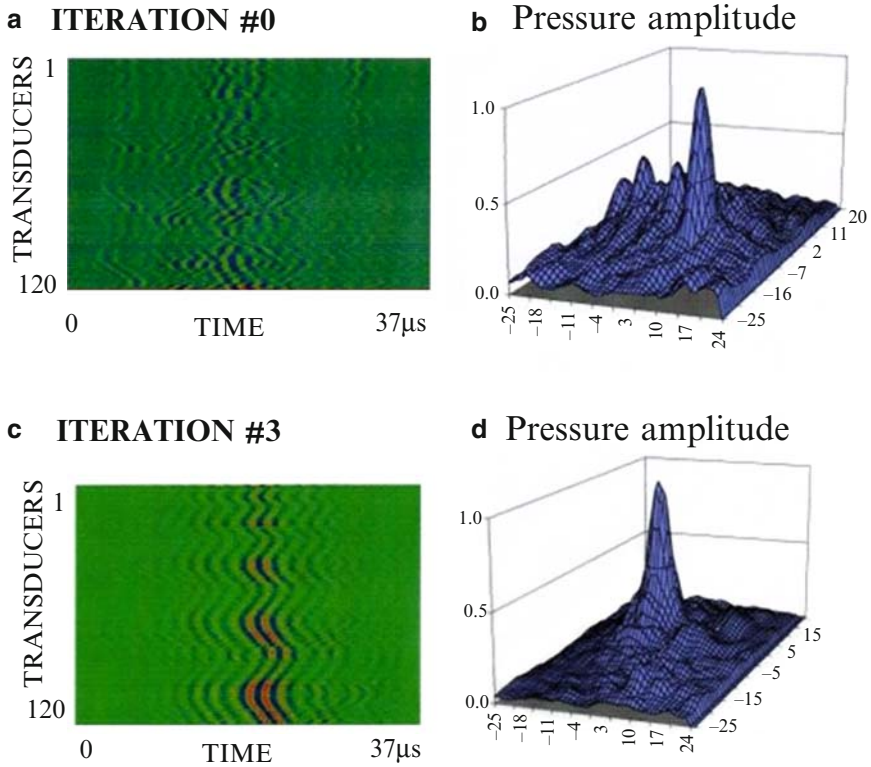 a ITERATION #0
TRANSDUCERS
1
120
0 TIME 37μs
b Pressure amplitude
1.0
0.5
0.0
–25 –18 –11 –4 3 10 17 24
–25 –16 –7 2 11 20
c ITERATION #3
TRANSDUCERS
1
120
0 TIME 37μs
d Pressure amplitude
1.0
0.5
0.0
–25 –18 –11 –4 3 10 17 24
–25 –15 –5 5 15